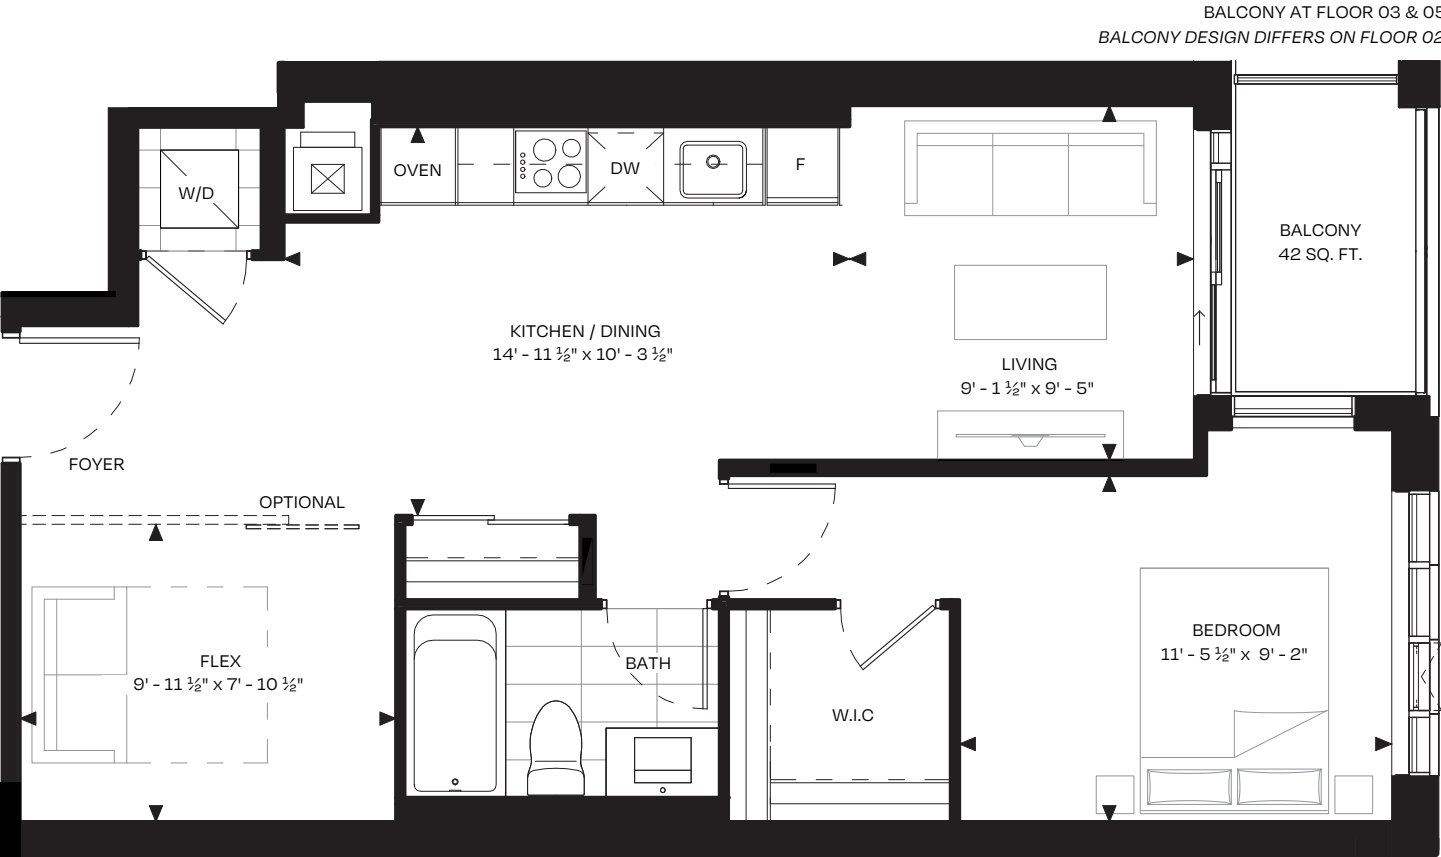 BALCONY AT FLOOR 03 & 05
BALCONY DESIGN DIFFERS ON FLOOR 02
W/D
OVEN
DW
F
BALCONY
42 SQ. FT.
KITCHEN / DINING
14' - 11 ½" x 10' - 3 ½"
LIVING
9' - 1 ½" x 9' - 5"
FOYER
OPTIONAL
FLEX
9' - 11 ½" x 7' - 10 ½"
BATH
W.I.C
BEDROOM
11' - 5 ½" x 9' - 2"